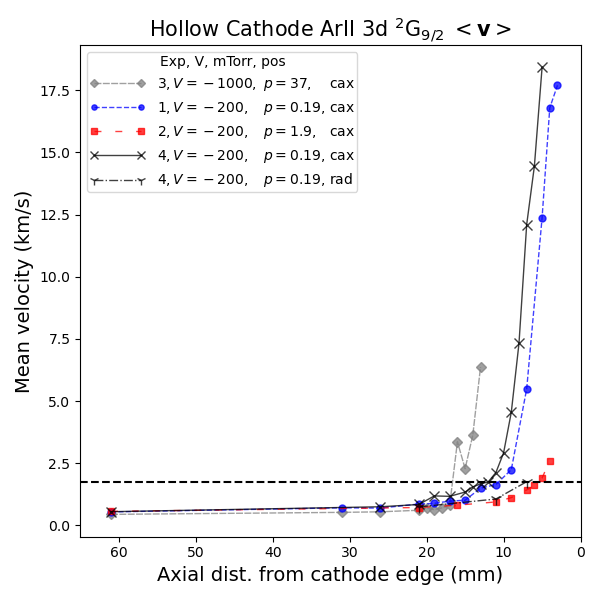 Hollow Cathode ArII 3d ²G₉/₂ < v >
Exp, V, mTorr, pos
3, V = −1000, p = 37, cax
1, V = −200, p = 0.19, cax
2, V = −200, p = 1.9, cax
4, V = −200, p = 0.19, cax
4, V = −200, p = 0.19, rad
Mean velocity (km/s)
17.5
15.0
12.5
10.0
7.5
5.0
2.5
0.0
60 50 40 30 20 10 0
Axial dist. from cathode edge (mm)